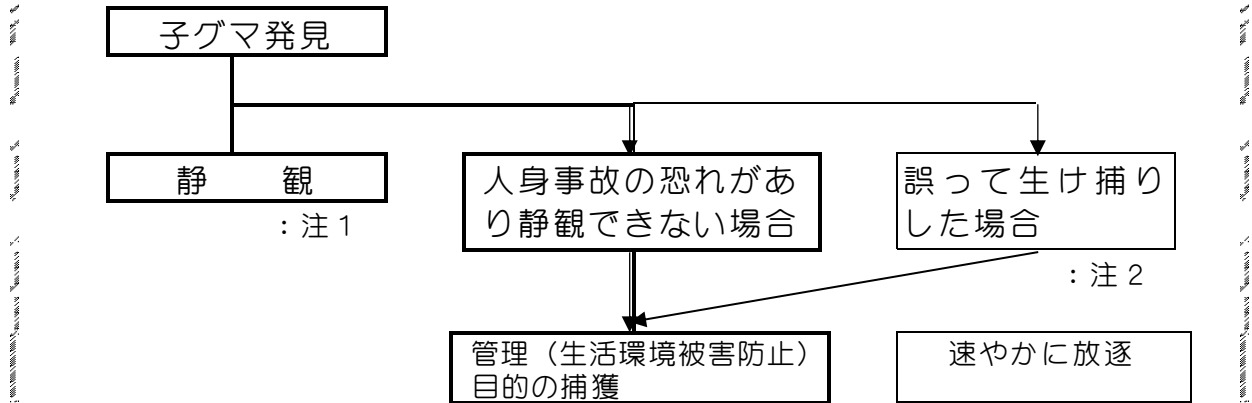 子グマ発見
静　　観
：注１
人身事故の恐れがあ
り静観できない場合
誤って生け捕り
した場合
：注２
管理（生活環境被害防止）
目的の捕獲
速やかに放逐